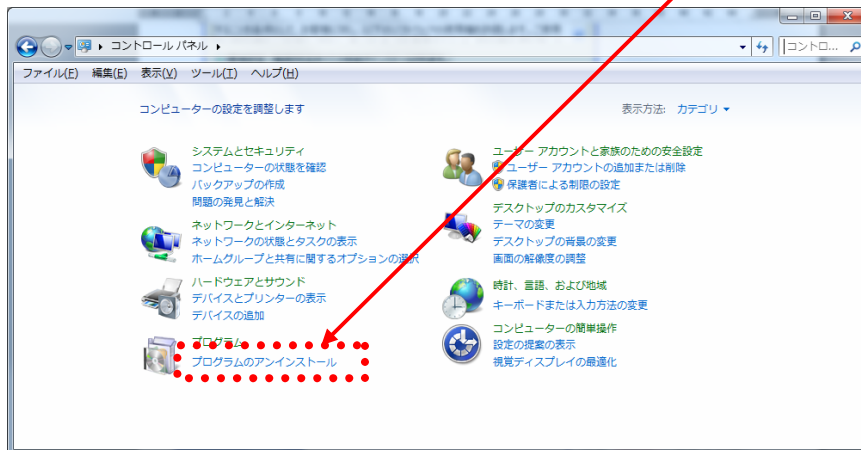 コントロール パネル
コントロ...
ファイル(F) 編集(E) 表示(V) ツール(T) ヘルプ(H)
コンピューターの設定を調整します
表示方法: カテゴリ
システムとセキュリティ
コンピューターの状態を確認
バックアップの作成
問題の発見と解決
ネットワークとインターネット
ネットワークの状態とタスクの表示
ホームグループと共有に関するオプションの選択
ハードウェアとサウンド
デバイスとプリンターの表示
デバイスの追加
プログラム
プログラムのアンインストール
ユーザー アカウントと家族のための安全設定
ユーザー アカウントの追加または削除
保護者による制限の設定
デスクトップのカスタマイズ
テーマの変更
デスクトップの背景の変更
画面の解像度の調整
時計、言語、および地域
キーボードまたは入力方法の変更
コンピューターの簡単操作
設定の提案の表示
視覚ディスプレイの最適化